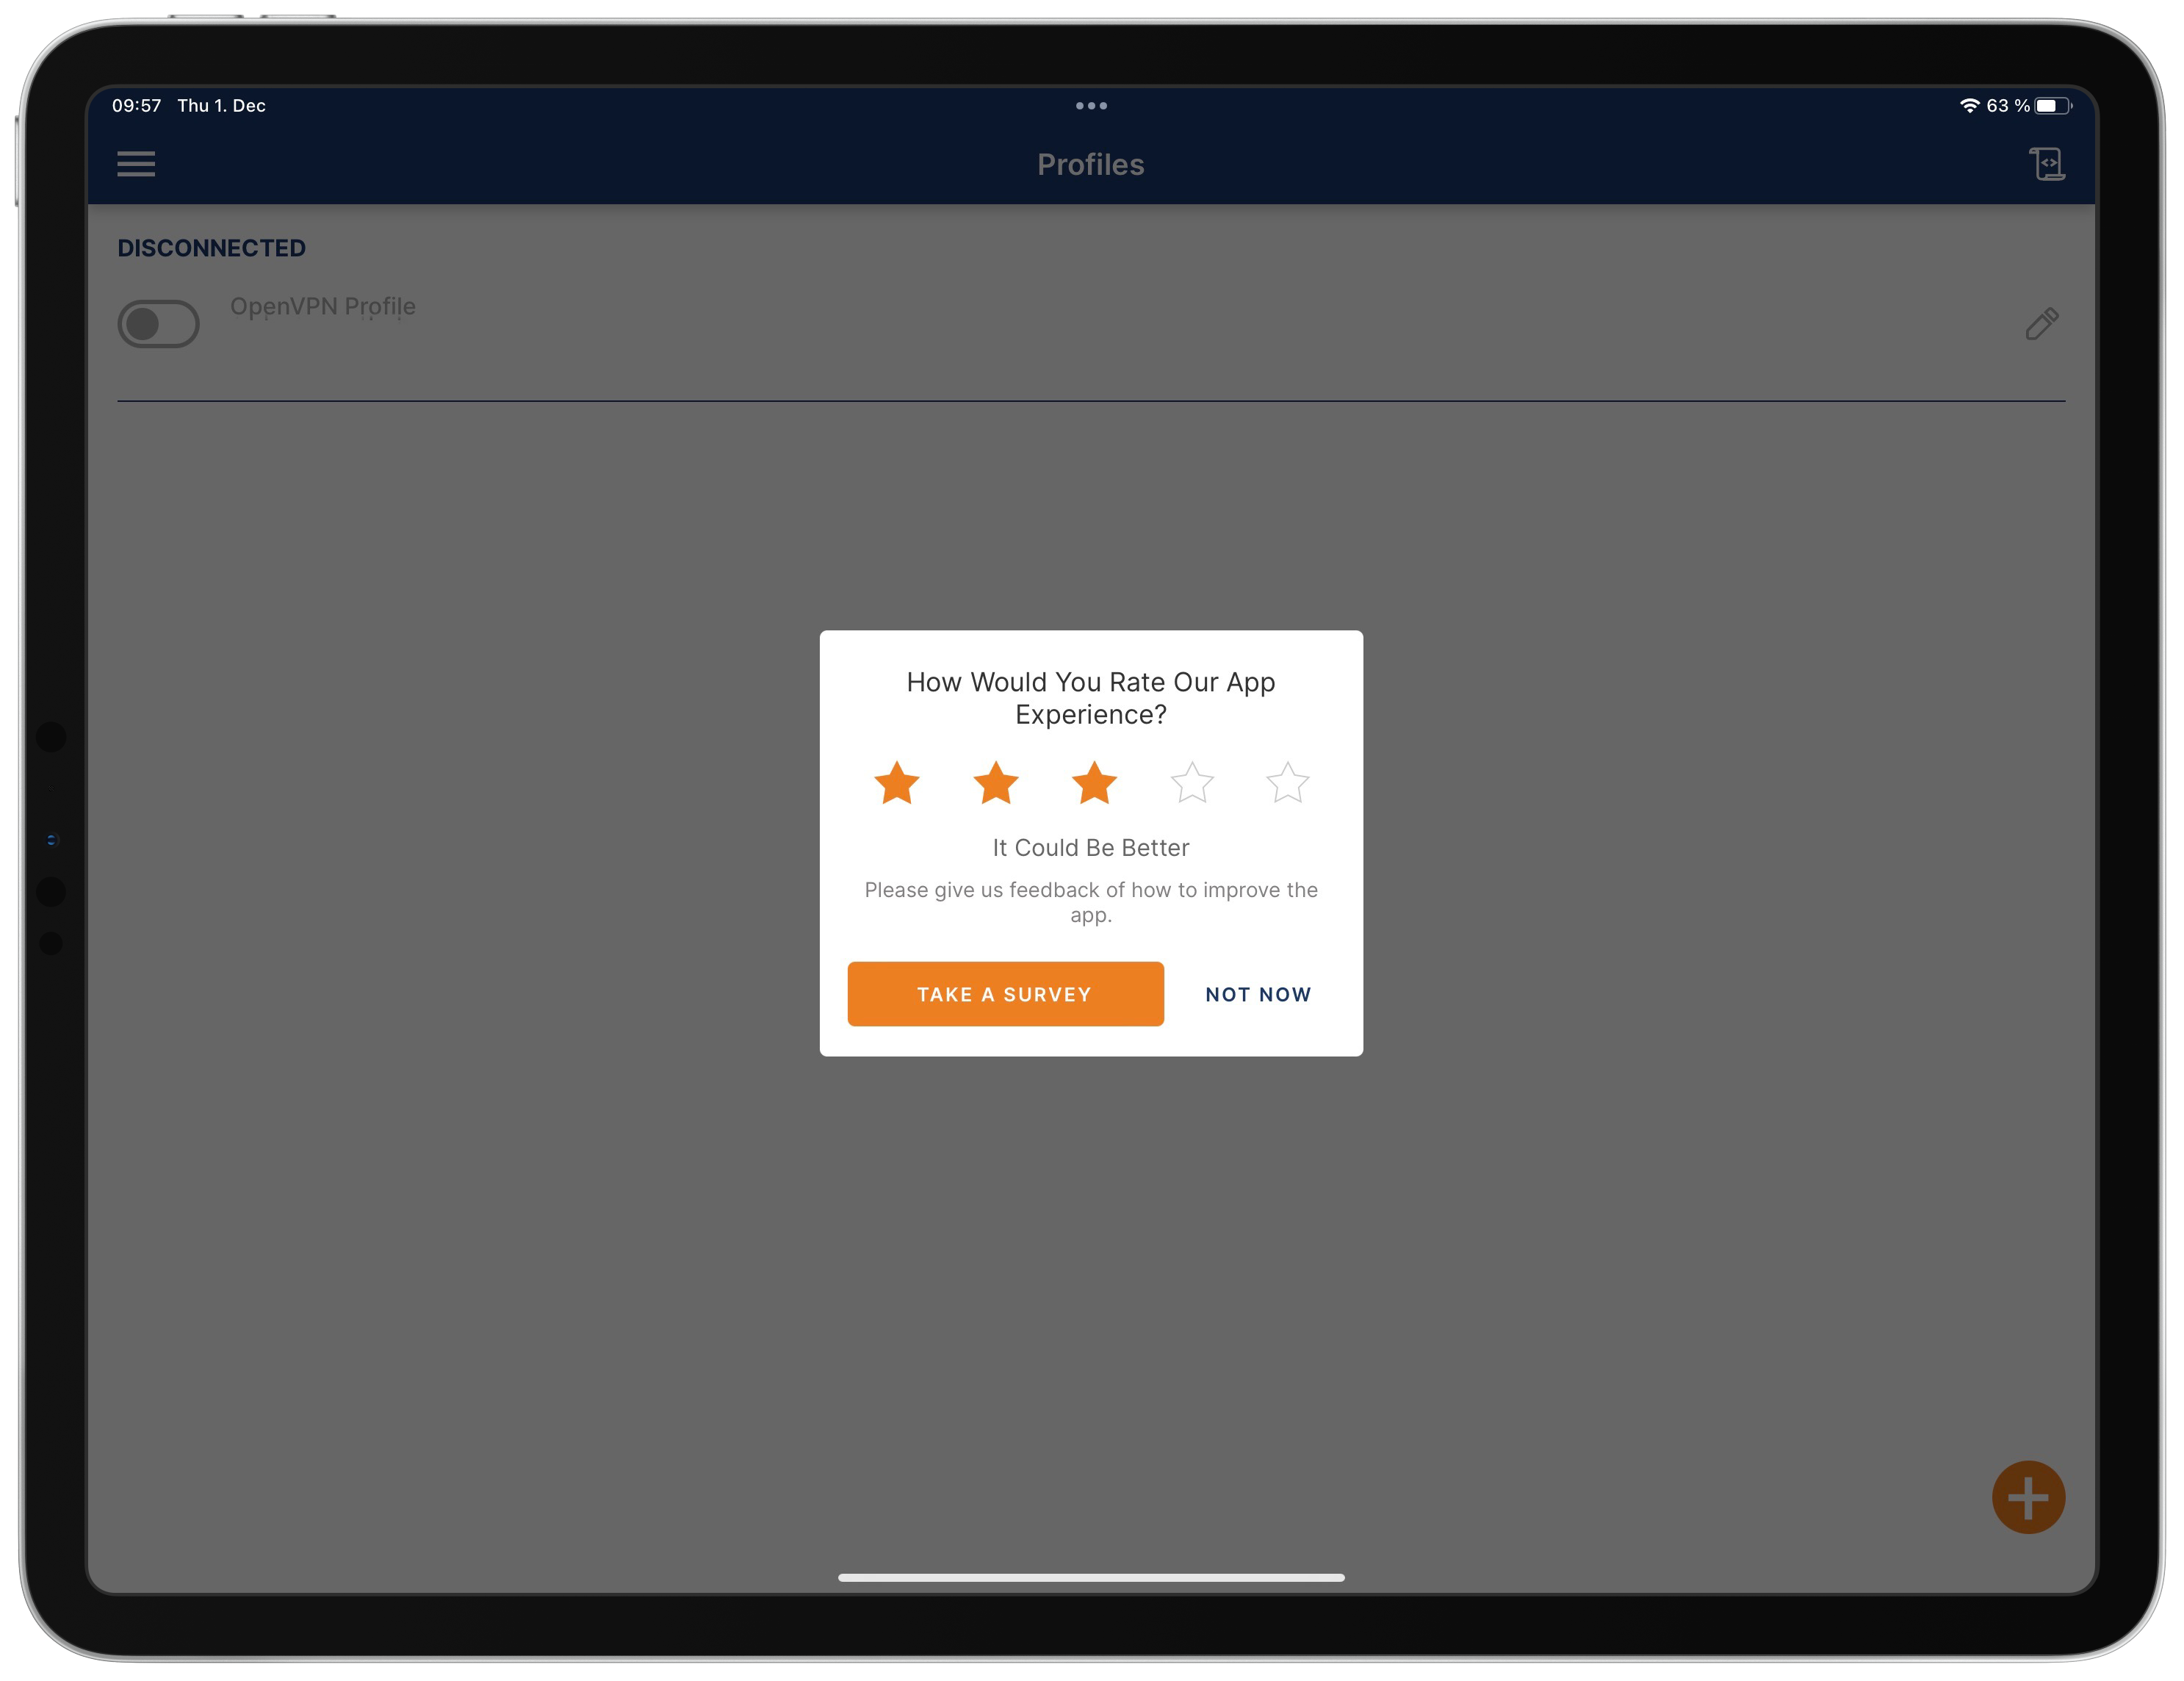 09:57 Thu 1. Dec
63 %
Profiles
DISCONNECTED
OpenVPN Profile
How Would You Rate Our App
Experience?
It Could Be Better
Please give us feedback of how to improve the
app.
TAKE A SURVEY
NOT NOW